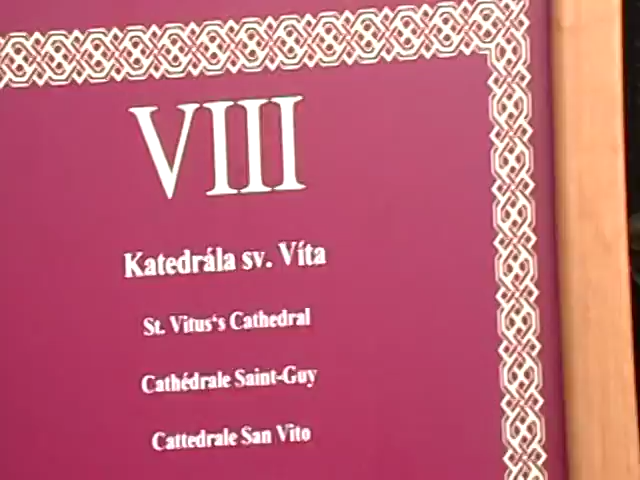 VIII
Katedrála sv. Víta
St. Vitus's Cathedral
Cathédrale Saint-Guy
Cattedrale San Vito